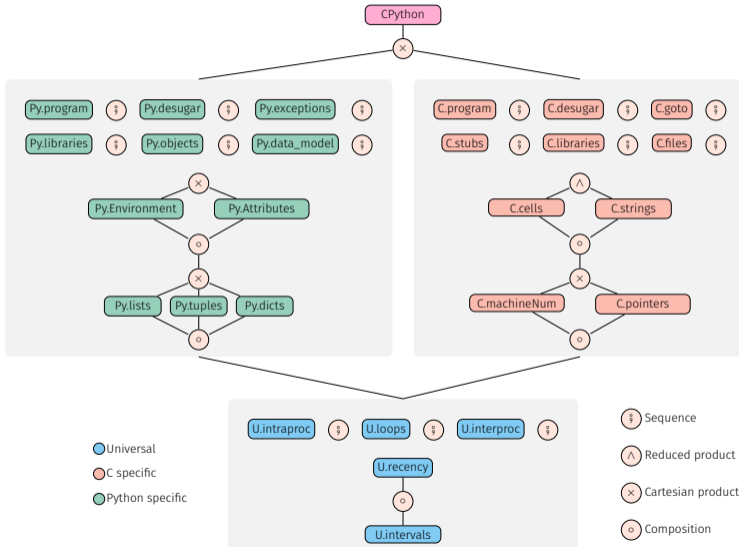 CPython
×
Py.program ; Py.desugar ; Py.exceptions ;
Py.libraries ; Py.objects ; Py.data_model ;
×
Py.Environment Py.Attributes
∘
×
Py.lists Py.tuples Py.dicts
∘
C.program ; C.desugar ; C.goto ;
C.stubs ; C.libraries ; C.files ;
∧
C.cells C.strings
∘
×
C.machineNum C.pointers
∘
U.intraproc ; U.loops ; U.interproc ;
U.recency
∘
U.intervals
Universal
C specific
Python specific
; Sequence
∧ Reduced product
× Cartesian product
∘ Composition